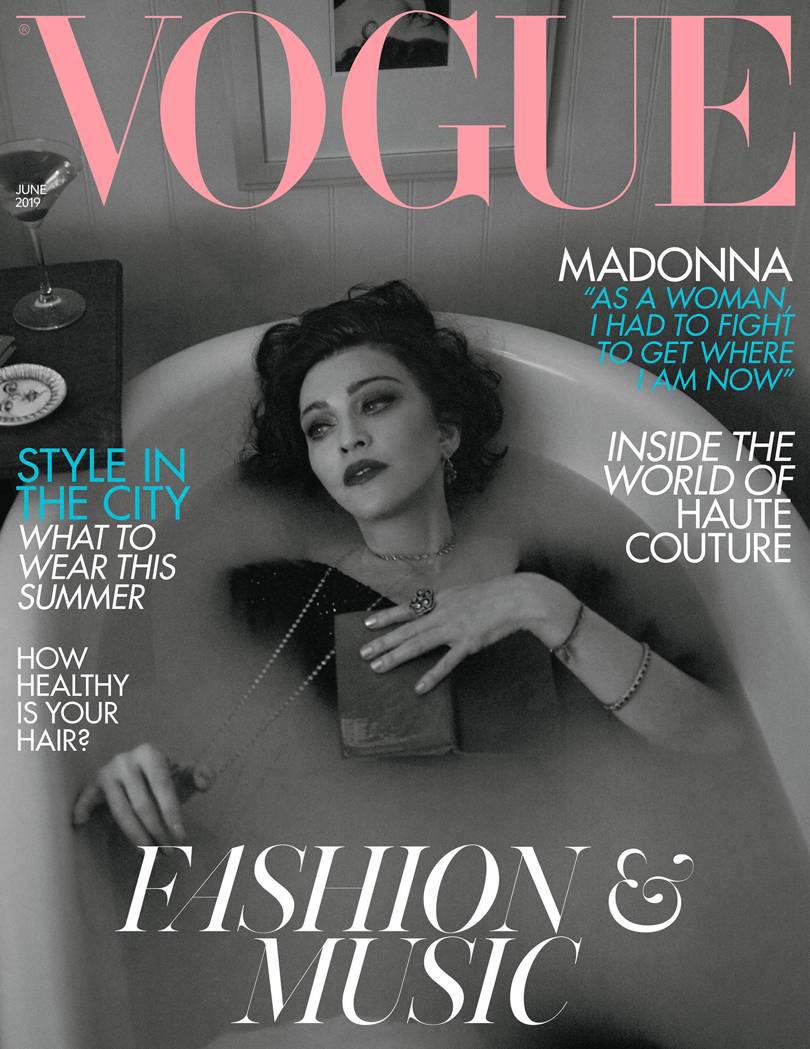 VOGUE
®
JUNE
2019
MADONNA
“AS A WOMAN,
I HAD TO FIGHT
TO GET WHERE
I AM NOW”
INSIDE THE
WORLD OF
HAUTE
COUTURE
STYLE IN
THE CITY
WHAT TO
WEAR THIS
SUMMER
HOW
HEALTHY
IS YOUR
HAIR?
FASHION &
MUSIC